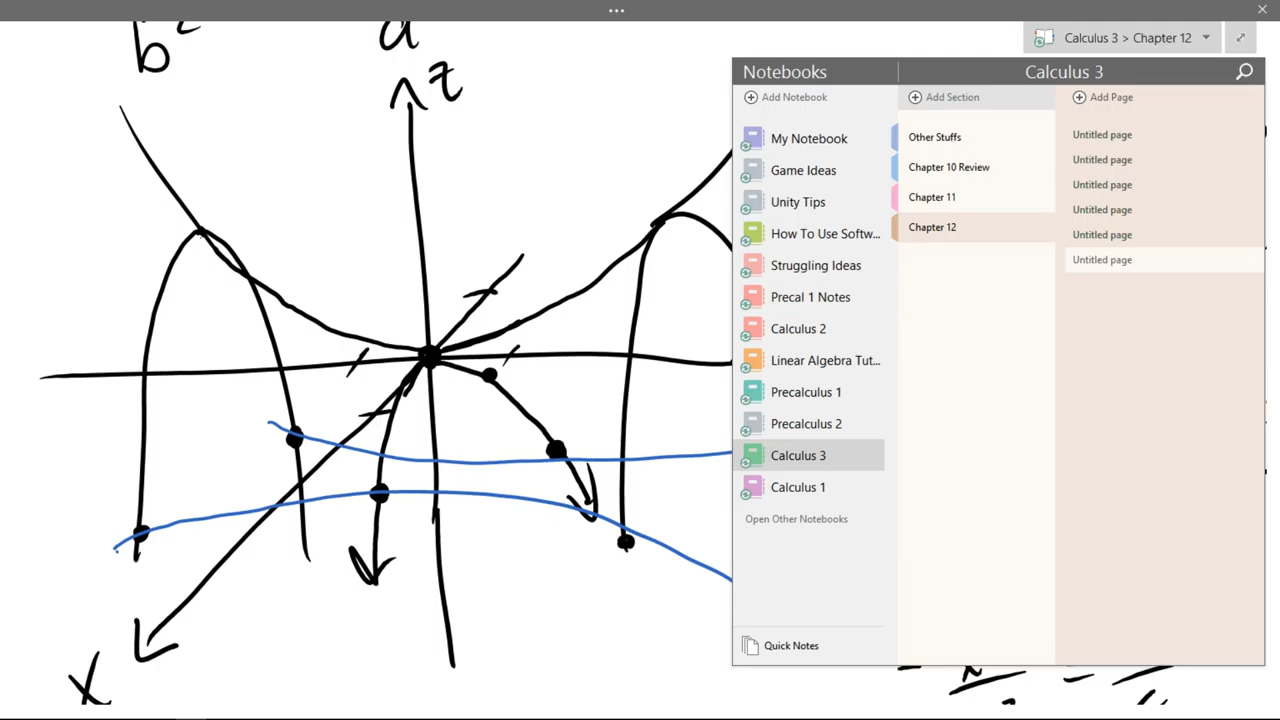 b²
a
z
x
Calculus 3 > Chapter 12
Notebooks
Calculus 3
Add Notebook
Add Section
Add Page
My Notebook
Game Ideas
Unity Tips
How To Use Softw...
Struggling Ideas
Precal 1 Notes
Calculus 2
Linear Algebra Tut...
Precalculus 1
Precalculus 2
Calculus 3
Calculus 1
Open Other Notebooks
Quick Notes
Other Stuffs
Chapter 10 Review
Chapter 11
Chapter 12
Untitled page
Untitled page
Untitled page
Untitled page
Untitled page
Untitled page